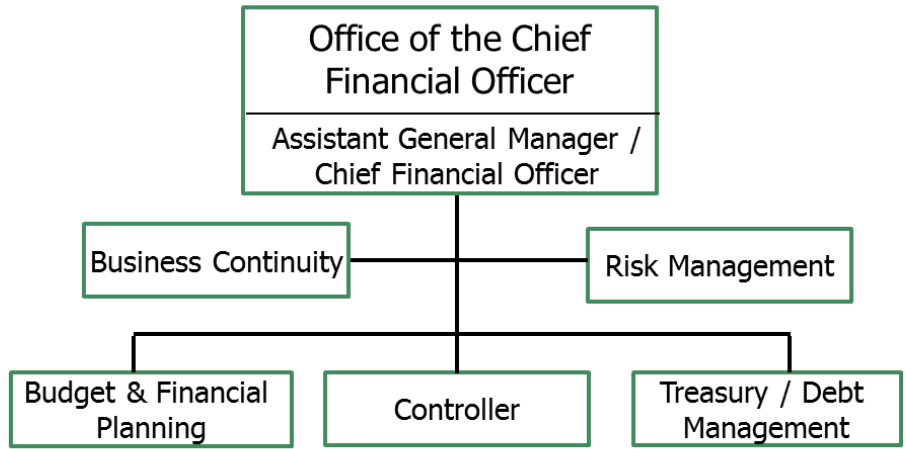 Office of the Chief
Financial Officer
Assistant General Manager /
Chief Financial Officer
Business Continuity
Risk Management
Budget & Financial
Planning
Controller
Treasury / Debt
Management